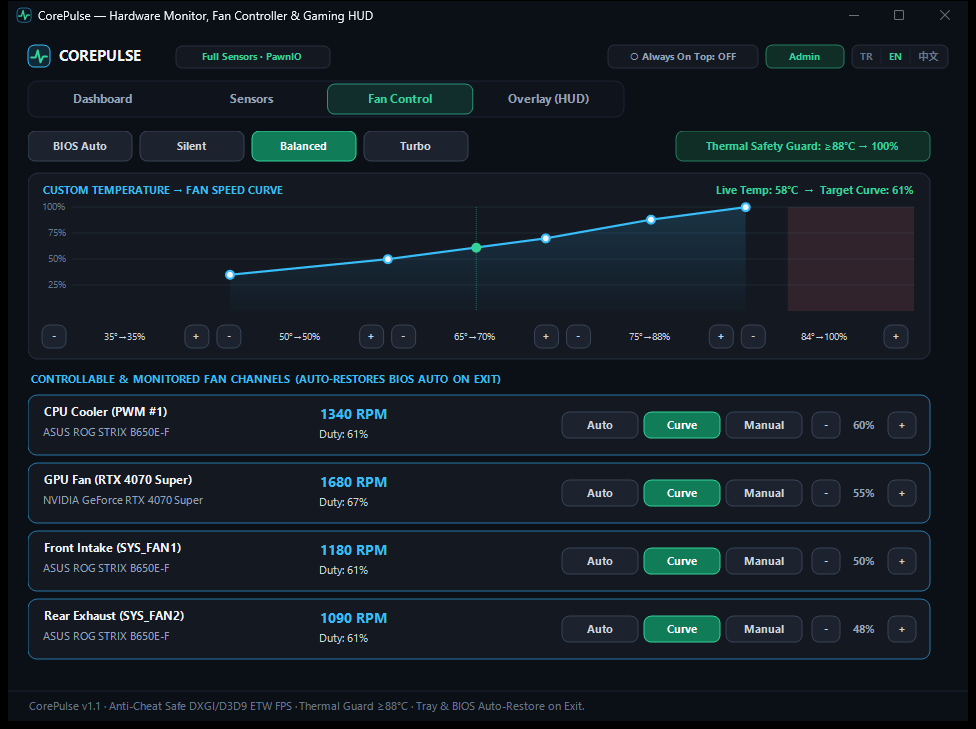 CorePulse — Hardware Monitor, Fan Controller & Gaming HUD
COREPULSE Full Sensors · PawnIO Always On Top: OFF Admin TR EN 中文
Dashboard Sensors Fan Control Overlay (HUD)
BIOS Auto Silent Balanced Turbo Thermal Safety Guard: ≥88°C → 100%
CUSTOM TEMPERATURE → FAN SPEED CURVE Live Temp: 58°C → Target Curve: 61%
100%
75%
50%
25%
- 35°→35% + - 50°→50% + - 65°→70% + - 75°→88% + - 84°→100% +
CONTROLLABLE & MONITORED FAN CHANNELS (AUTO-RESTORES BIOS AUTO ON EXIT)
CPU Cooler (PWM #1) 1340 RPM
ASUS ROG STRIX B650E-F Duty: 61% Auto Curve Manual - 60% +
GPU Fan (RTX 4070 Super) 1680 RPM
NVIDIA GeForce RTX 4070 Super Duty: 67% Auto Curve Manual - 55% +
Front Intake (SYS_FAN1) 1180 RPM
ASUS ROG STRIX B650E-F Duty: 61% Auto Curve Manual - 50% +
Rear Exhaust (SYS_FAN2) 1090 RPM
ASUS ROG STRIX B650E-F Duty: 61% Auto Curve Manual - 48% +
CorePulse v1.1 · Anti-Cheat Safe DXGI/D3D9 ETW FPS · Thermal Guard ≥88°C · Tray & BIOS Auto-Restore on Exit.